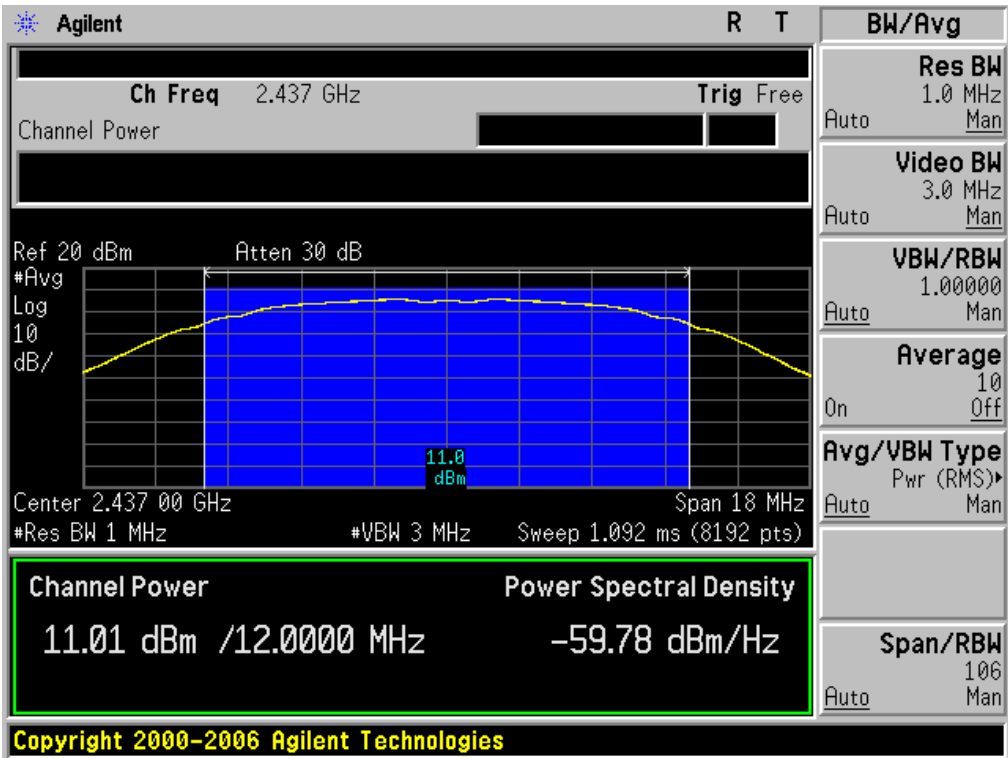 Agilent
R T
Ch Freq 2.437 GHz
Trig Free
Channel Power
Ref 20 dBm
Atten 30 dB
#Avg
Log
10
dB/
11.0
dBm
Center 2.437 00 GHz
Span 18 MHz
#Res BW 1 MHz
#VBW 3 MHz
Sweep 1.092 ms (8192 pts)
Channel Power
Power Spectral Density
11.01 dBm /12.0000 MHz
-59.78 dBm/Hz
BW/Avg
Res BW
1.0 MHz
Auto Man
Video BW
3.0 MHz
Auto Man
VBW/RBW
1.00000
Auto Man
Average
10
On Off
Avg/VBW Type
Pwr (RMS)▸
Auto Man
Span/RBW
106
Auto Man
Copyright 2000-2006 Agilent Technologies